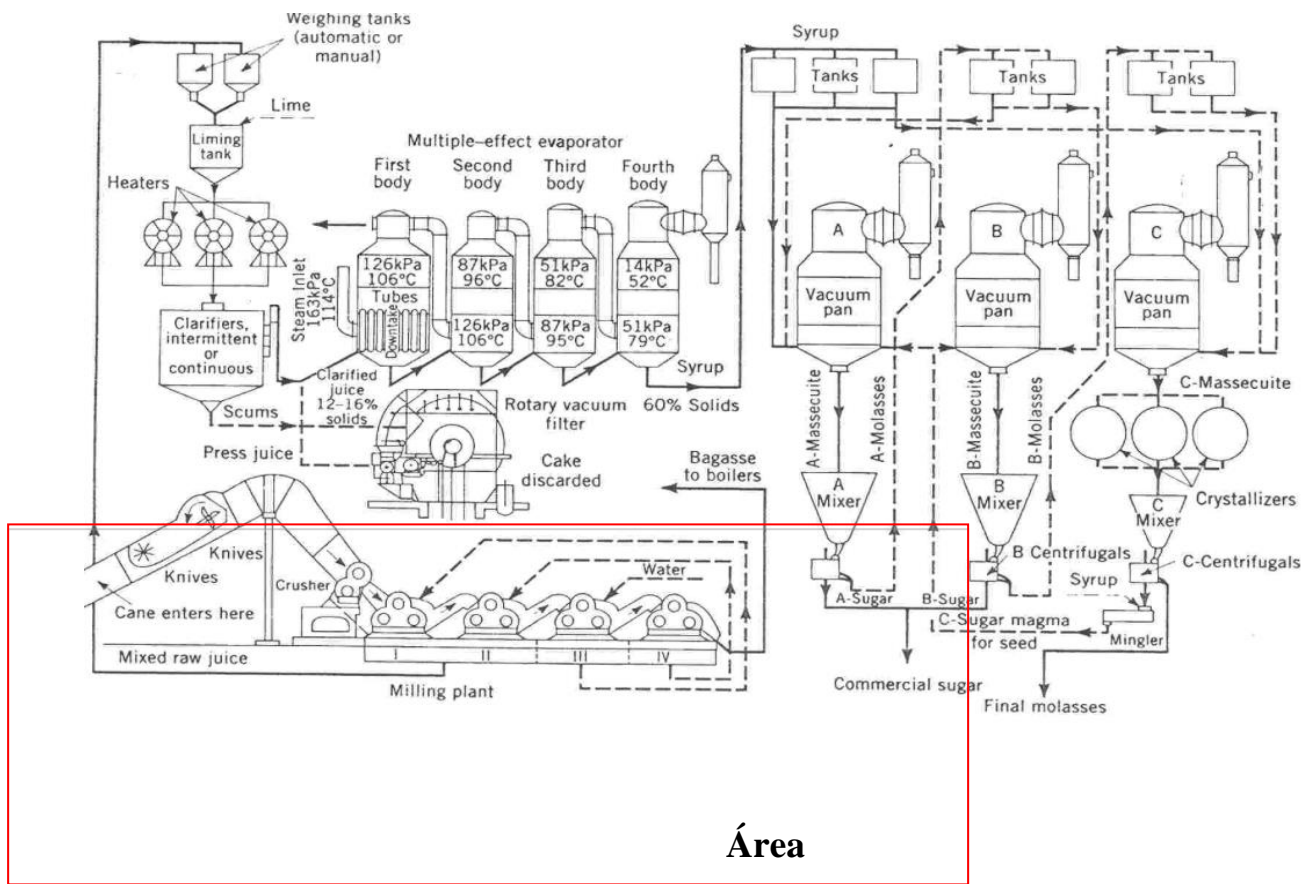 Weighing tanks
(automatic or
manual)
Lime
Liming
tank
Heaters
Clarifiers,
intermittent
or
continuous
Scums
Multiple–effect evaporator
First
body
Second
body
Third
body
Fourth
body
Steam Inlet
163kPa
114°C
126kPa
106°C
Tubes
Downtake
87kPa
96°C
126kPa
106°C
51kPa
82°C
87kPa
95°C
14kPa
52°C
51kPa
79°C
Clarified
juice
12–16%
solids
Syrup
60% Solids
Rotary vacuum
filter
Press juice
Cake
discarded
Bagasse
to boilers
Syrup
Tanks
Tanks
Tanks
A
Vacuum
pan
B
Vacuum
pan
C
Vacuum
pan
A-Massecuite
A-Molasses
B-Massecuite
B-Molasses
C-Massecuite
Crystallizers
A
Mixer
B
Mixer
C
Mixer
B Centrifugals
C-Centrifugals
Syrup
A-Sugar
B-Sugar
C-Sugar magma
for seed
Mingler
Commercial sugar
Final molasses
Knives
Knives
Crusher
Water
Cane enters here
Mixed raw juice
I
II
III
IV
Milling plant
Área